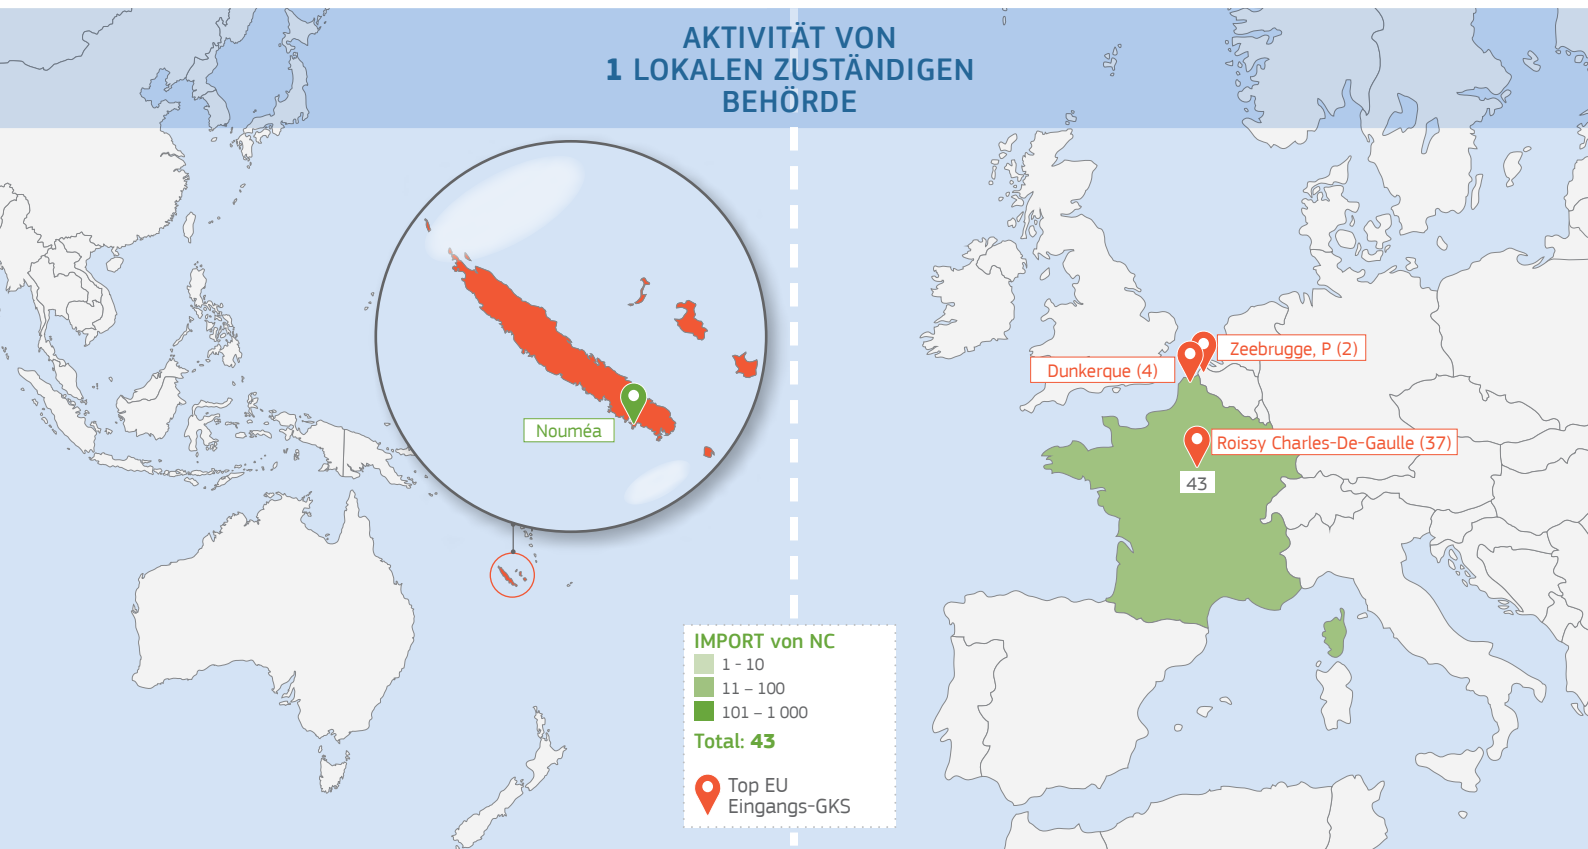 AKTIVITÄT VON
1 LOKALEN ZUSTÄNDIGEN
BEHÖRDE
Zeebrugge, P (2)
Dunkerque (4)
Nouméa
Roissy Charles-De-Gaulle (37)
43
IMPORT von NC
1 - 10
11 – 100
101 – 1 000
Total: 43
Top EU
Eingangs-GKS